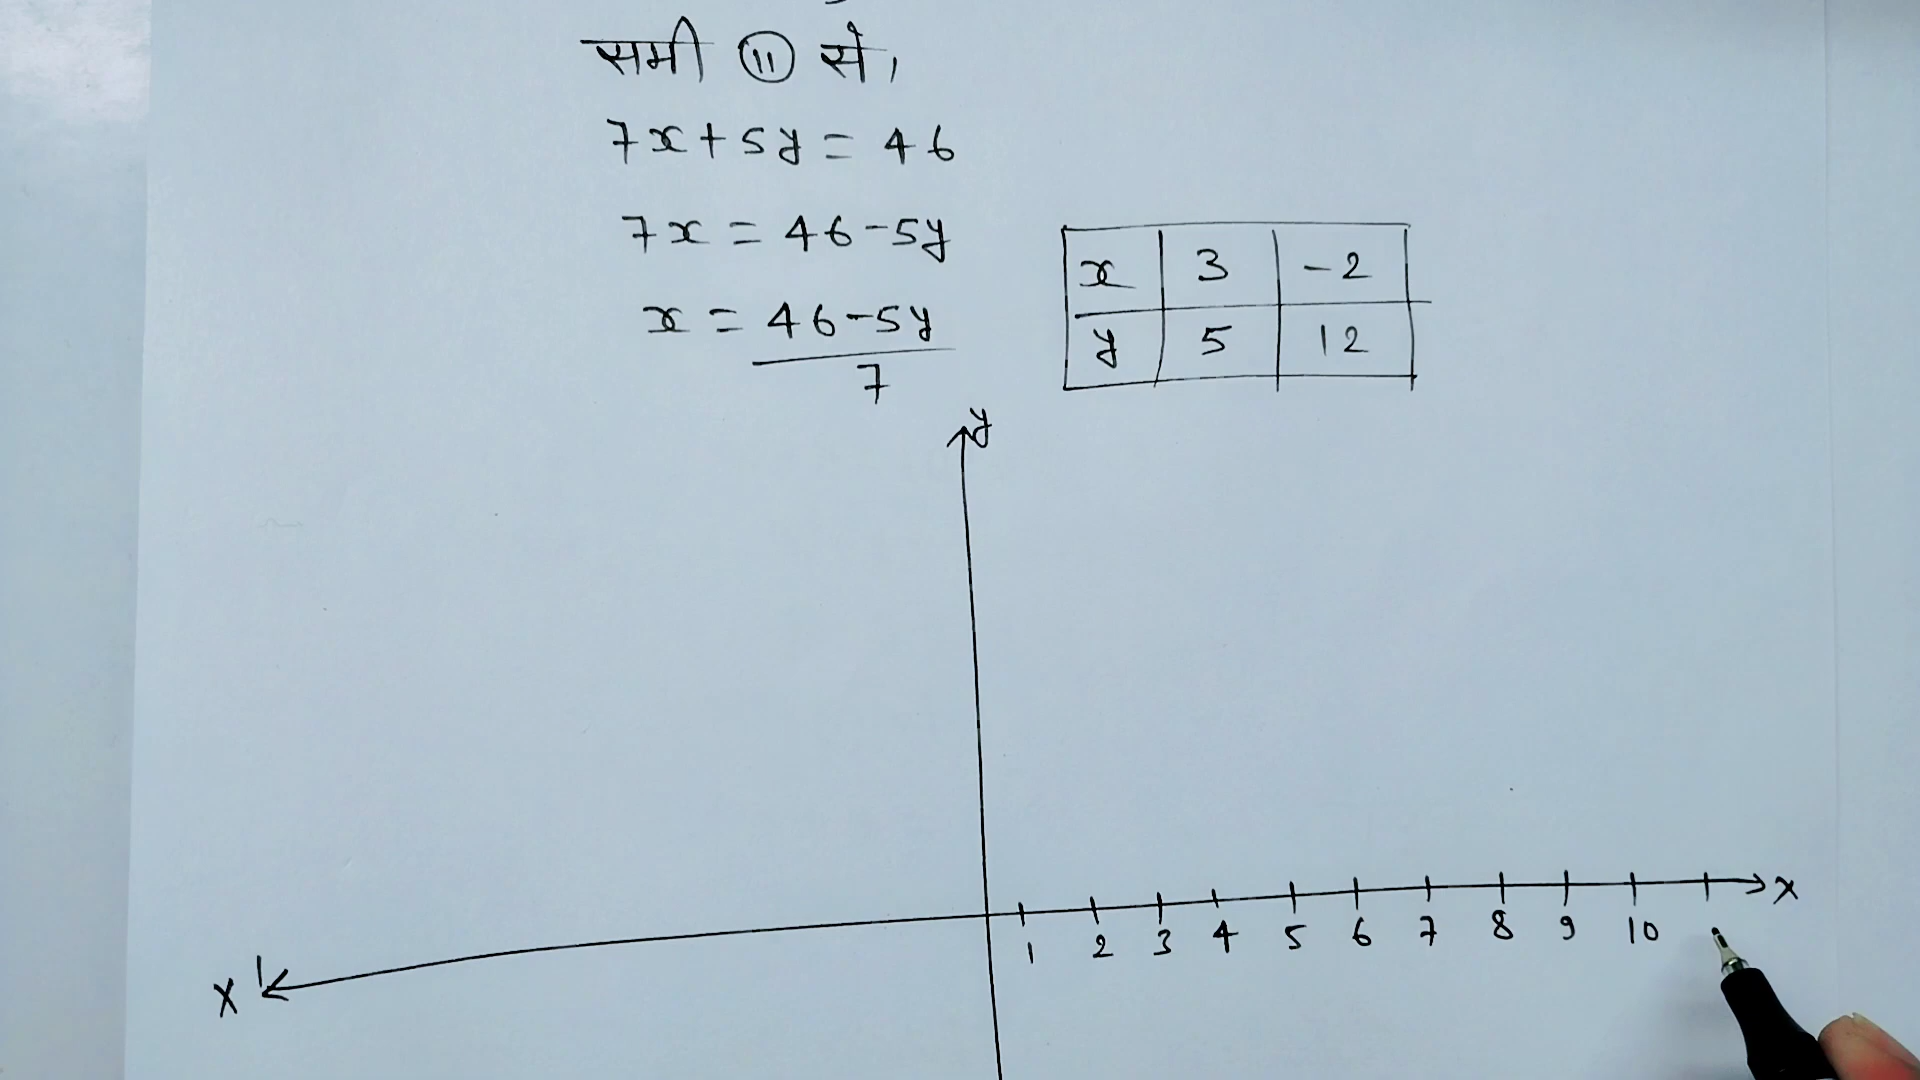 समी ⑪ से,
7x+5y = 46
7x = 46-5y
x = 46-5y
7
x 3 -2
y 5 12
y
x
1 2 3 4 5 6 7 8 9 10
x'